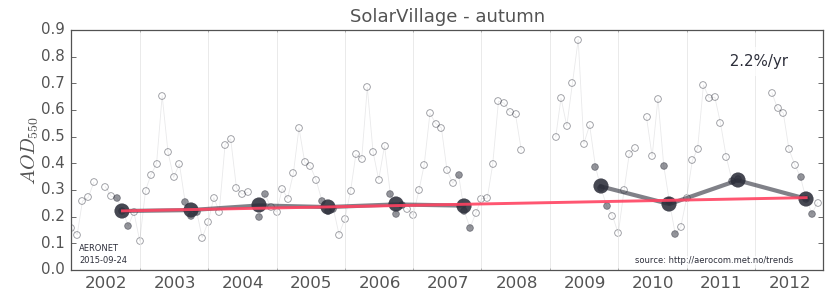 SolarVillage - autumn
0.9
0.8
0.7
0.6
0.5
0.4
0.3
0.2
0.1
0.0
AOD550
2.2%/yr
AERONET
2015-09-24
source: http://aerocom.met.no/trends
2002 2003 2004 2005 2006 2007 2008 2009 2010 2011 2012